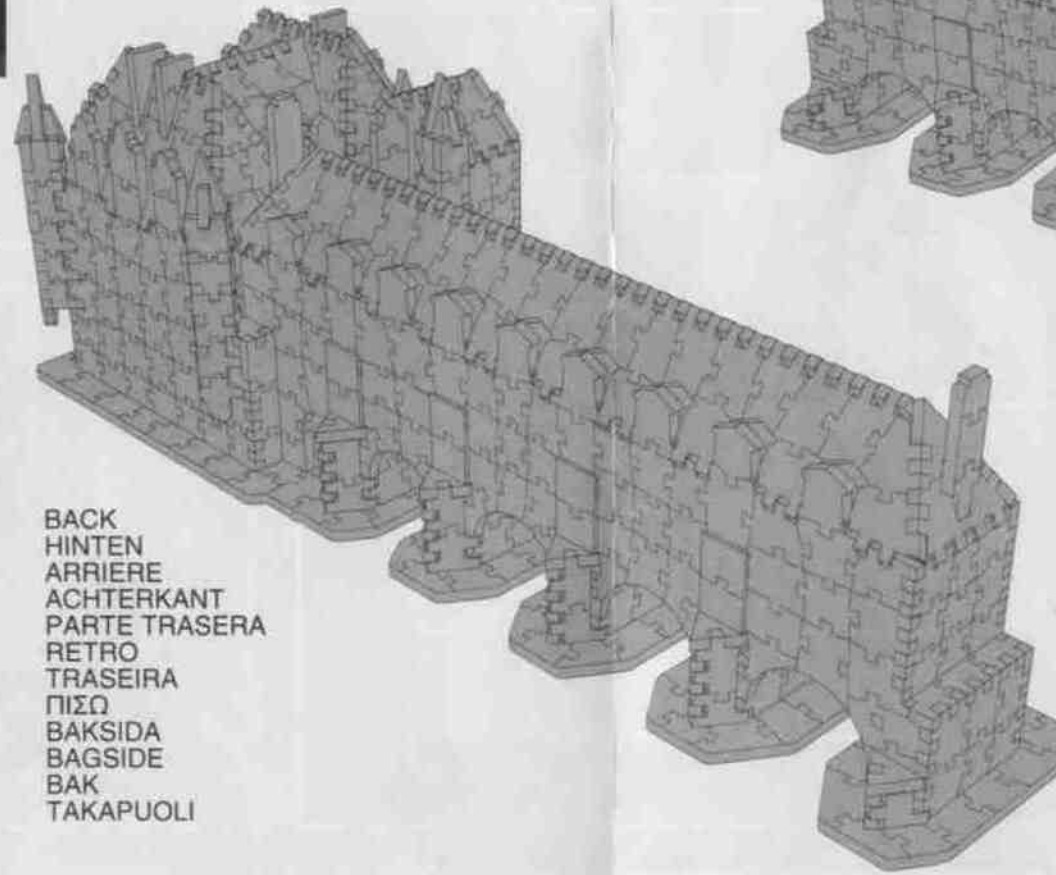 BACK
HINTEN
ARRIERE
ACHTERKANT
PARTE TRASERA
RETRO
TRASEIRA
ΠΙΣΩ
BAKSIDA
BAGSIDE
BAK
TAKAPUOLI